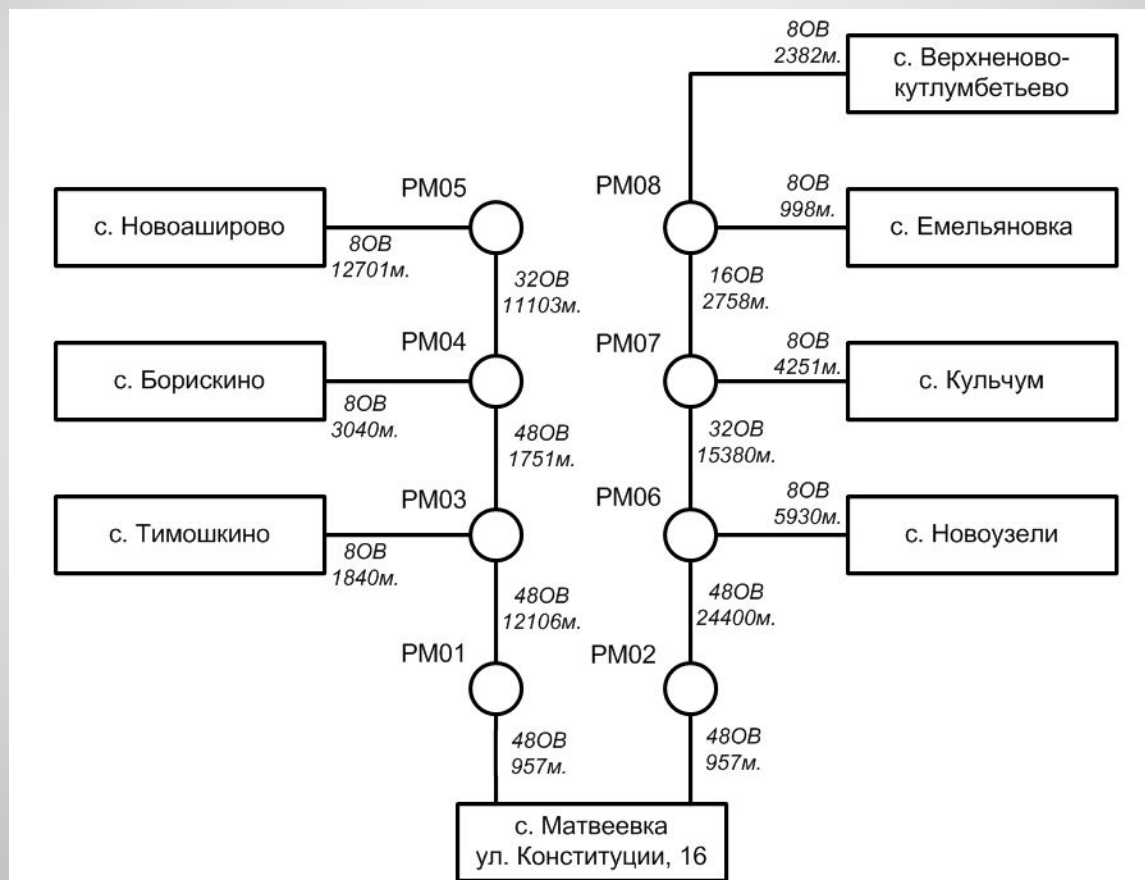 8ОВ
2382м.
с. Верхненово-
кутлумбетьево
РМ05
РМ08
8ОВ
998м.
с. Новоаширово
с. Емельяновка
8ОВ
12701м.
32ОВ
11103м.
16ОВ
2758м.
РМ04
РМ07
8ОВ
4251м.
с. Борискино
с. Кульчум
8ОВ
3040м.
48ОВ
1751м.
32ОВ
15380м.
РМ03
РМ06
8ОВ
5930м.
с. Тимошкино
с. Новоузели
8ОВ
1840м.
48ОВ
12106м.
48ОВ
24400м.
РМ01
РМ02
48ОВ
957м.
48ОВ
957м.
с. Матвеевка
ул. Конституции, 16